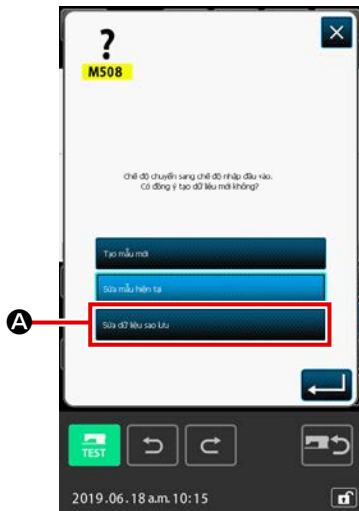 ?
M508
Chế độ chuyển sang chế độ nhập đầu vào.
Có đồng ý tạo dữ liệu mới không?
Tạo mẫu mới
Sửa mẫu hiện tại
A
Sửa dữ liệu sao lưu
TEST
2019.06.18 a.m. 10:15